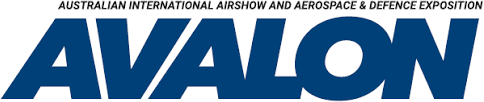 AUSTRALIAN INTERNATIONAL AIRSHOW AND AEROSPACE & DEFENCE EXPOSITION
AVALON